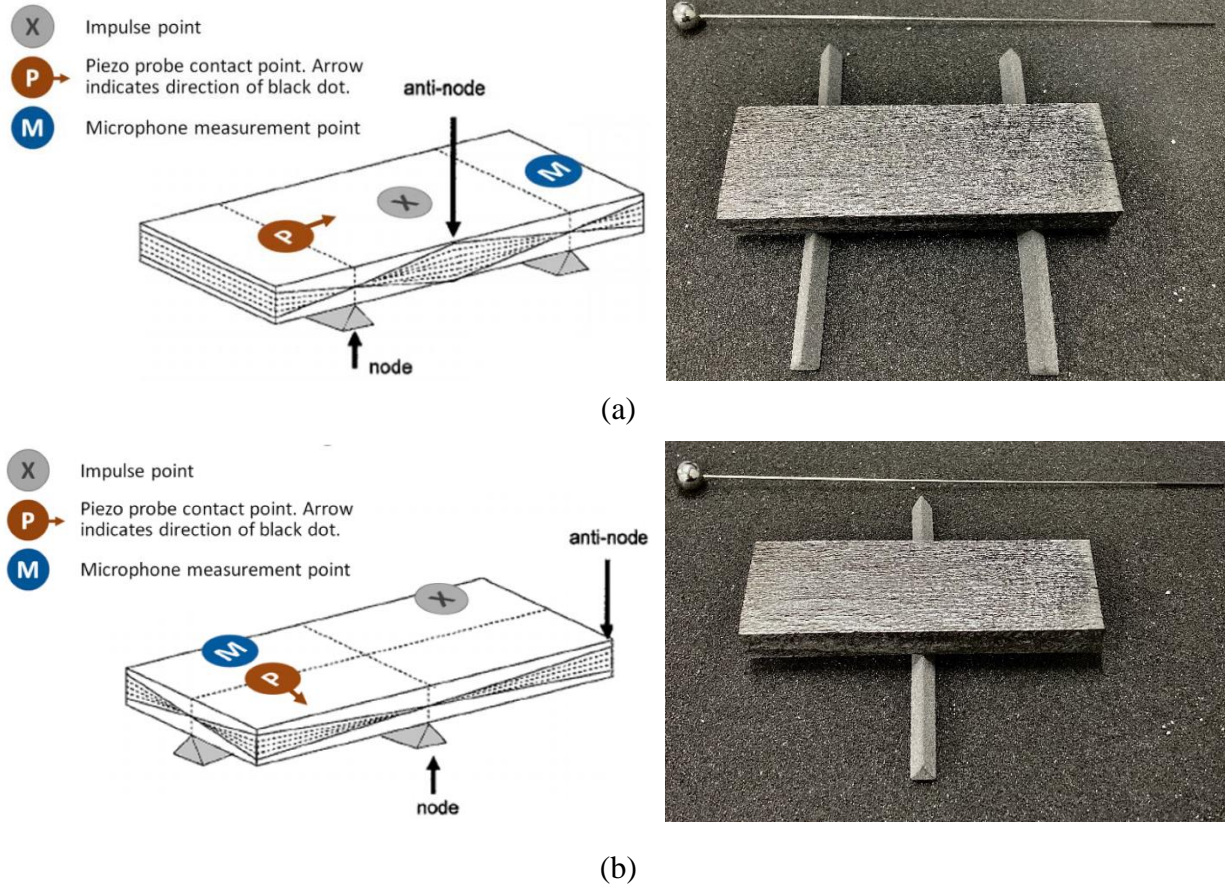 X Impulse point
P Piezo probe contact point. Arrow
indicates direction of black dot.
M Microphone measurement point
anti-node
M
X
P
node
(a)
X Impulse point
P Piezo probe contact point. Arrow
indicates direction of black dot.
M Microphone measurement point
anti-node
X
M
P
node
(b)